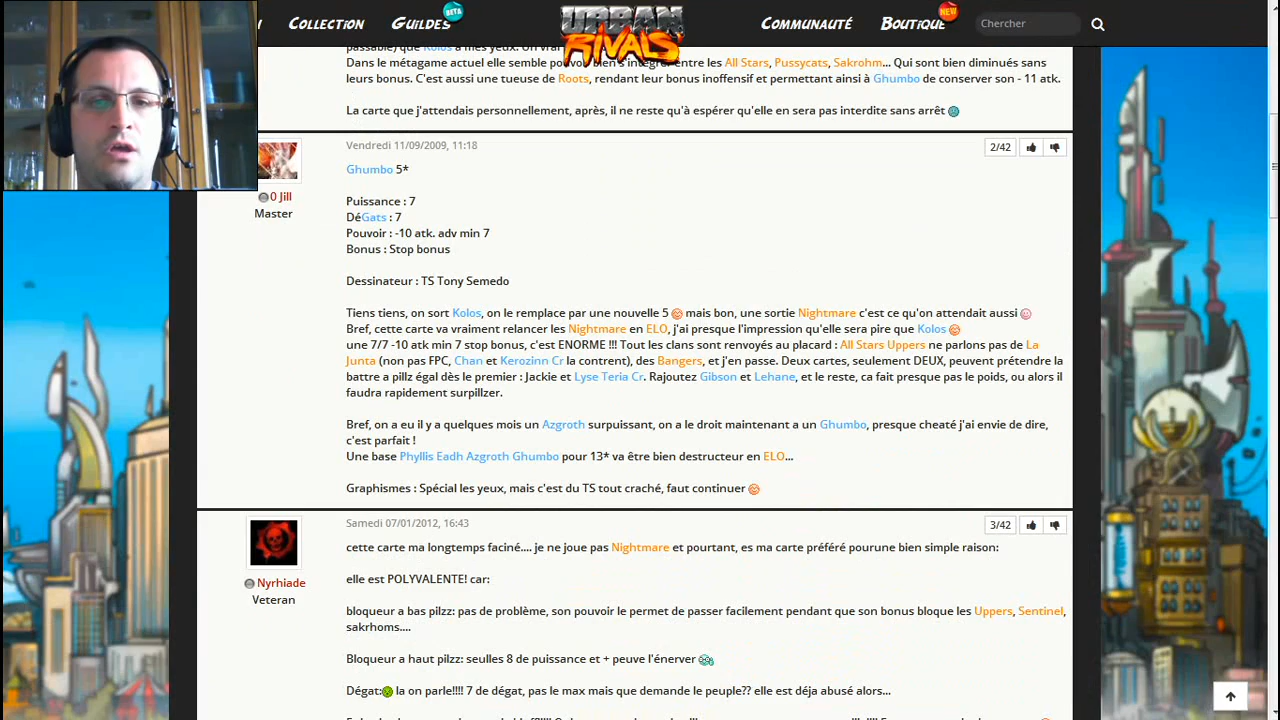 Collection
Guildes BETA
URBAN RIVALS
Communauté
Boutique NEW
Chercher
Dans le métagame actuel elle semble pouvoir bien s'intégrer entre les All Stars, Pussycats, Sakrohm... Qui sont bien diminués sans
leurs bonus. C'est aussi une tueuse de Roots, rendant leur bonus inoffensif et permettant ainsi à Ghumbo de conserver son - 11 atk.
La carte que j'attendais personnellement, après, il ne reste qu'à espérer qu'elle en sera pas interdite sans arrêt
Vendredi 11/09/2009, 11:18
2/42
0 Jill
Master
Ghumbo 5*
Puissance : 7
DéGats : 7
Pouvoir : -10 atk. adv min 7
Bonus : Stop bonus
Dessinateur : TS Tony Semedo
Tiens tiens, on sort Kolos, on le remplace par une nouvelle 5 mais bon, une sortie Nightmare c'est ce qu'on attendait aussi
Bref, cette carte va vraiment relancer les Nightmare en ELO, j'ai presque l'impression qu'elle sera pire que Kolos
une 7/7 -10 atk min 7 stop bonus, c'est ENORME !!! Tout les clans sont renvoyés au placard : All Stars Uppers ne parlons pas de La
Junta (non pas FPC, Chan et Kerozinn Cr la contrent), des Bangers, et j'en passe. Deux cartes, seulement DEUX, peuvent prétendre la
battre a pillz égal dès le premier : Jackie et Lyse Teria Cr. Rajoutez Gibson et Lehane, et le reste, ca fait presque pas le poids, ou alors il
faudra rapidement surpillzer.
Bref, on a eu il y a quelques mois un Azgroth surpuissant, on a le droit maintenant a un Ghumbo, presque cheaté j'ai envie de dire,
c'est parfait !
Une base Phyllis Eadh Azgroth Ghumbo pour 13* va être bien destructeur en ELO...
Graphismes : Spécial les yeux, mais c'est du TS tout craché, faut continuer
Samedi 07/01/2012, 16:43
3/42
Nyrhiade
Veteran
cette carte ma longtemps faciné.... je ne joue pas Nightmare et pourtant, es ma carte préféré pourune bien simple raison:
elle est POLYVALENTE! car:
bloqueur a bas pilzz: pas de problème, son pouvoir le permet de passer facilement pendant que son bonus bloque les Uppers, Sentinel,
sakrhoms....
Bloqueur a haut pilzz: seulles 8 de puissance et + peuve l'énerver
Dégat: la on parle!!!! 7 de dégat, pas le max mais que demande le peuple?? elle est déja abusé alors...